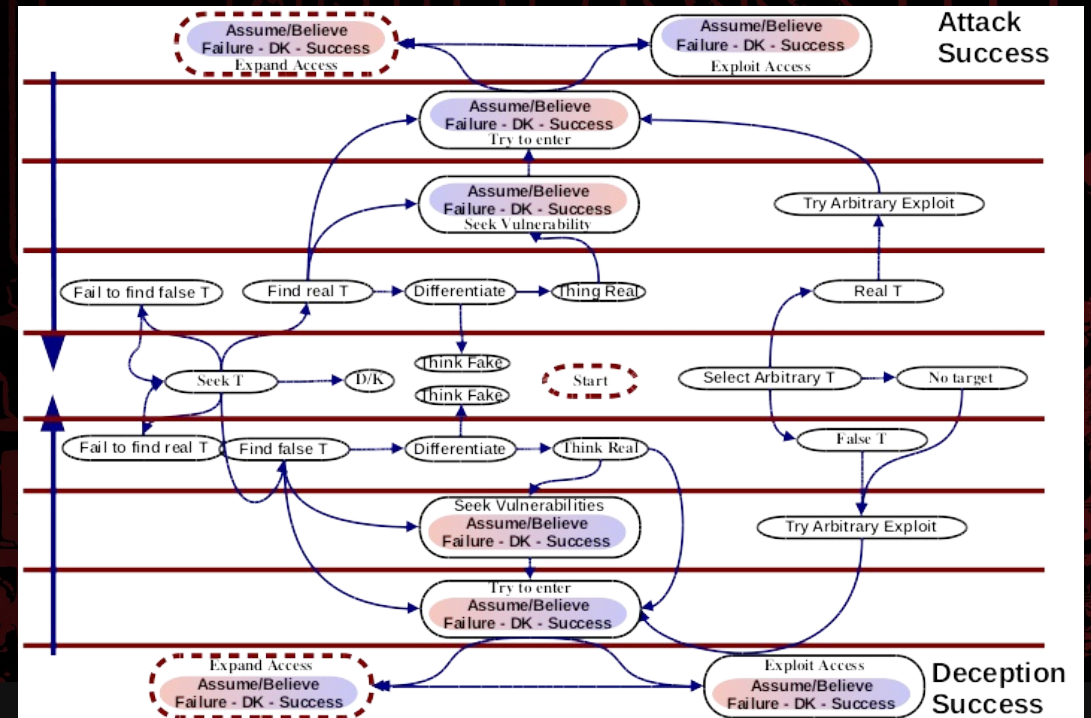 Assume/Believe
Failure - DK - Success
Expand Access
Assume/Believe
Failure - DK - Success
Exploit Access
Attack
Success
Assume/Believe
Failure - DK - Success
Try to enter
Assume/Believe
Failure - DK - Success
Seek Vulnerability
Try Arbitrary Exploit
Fail to find false T
Find real T
Differentiate
Thing Real
Real T
Think Fake
Seek T
D/K
Start
Select Arbitrary T
No target
Think Fake
Fail to find real T
Find false T
Differentiate
Think Real
False T
Seek Vulnerabilities
Assume/Believe
Failure - DK - Success
Try Arbitrary Exploit
Try to enter
Assume/Believe
Failure - DK - Success
Expand Access
Assume/Believe
Failure - DK - Success
Exploit Access
Assume/Believe
Failure - DK - Success
Deception
Success